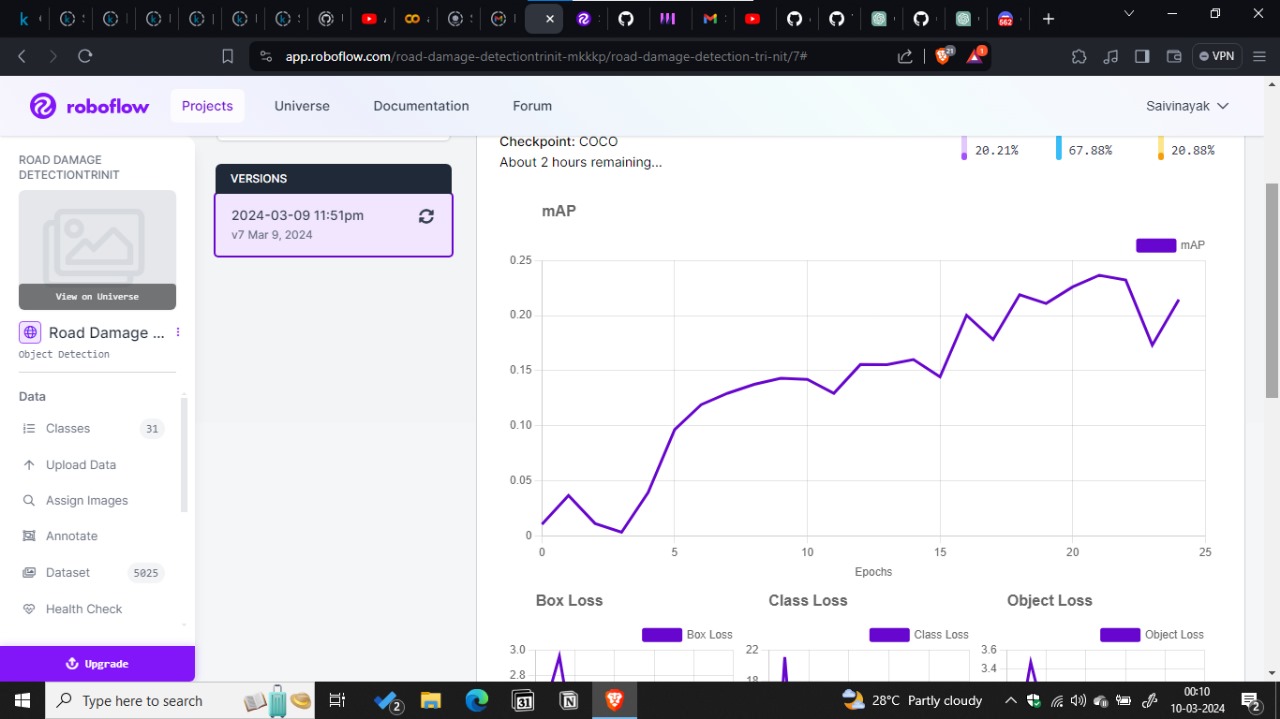 app.roboflow.com/road-damage-detectiontrinit-mkkkp/road-damage-detection-tri-nit/7#
21
1
VPN
roboflow
Projects
Universe
Documentation
Forum
Saivinayak
ROAD DAMAGE
DETECTIONTRINIT
View on Universe
Road Damage ...
Object Detection
Data
Classes
31
Upload Data
Assign Images
Annotate
Dataset
5025
Health Check
Upgrade
VERSIONS
2024-03-09 11:51pm
v7 Mar 9, 2024
Checkpoint: COCO
About 2 hours remaining...
20.21%
67.88%
20.88%
mAP
mAP
0.25
0.20
0.15
0.10
0.05
0
0
5
10
15
20
25
Epochs
Box Loss
Class Loss
Object Loss
Box Loss
Class Loss
Object Loss
3.0
2.8
22
18
3.6
3.4
Type here to search
2
31
28°C Partly cloudy
00:10
10-03-2024
2